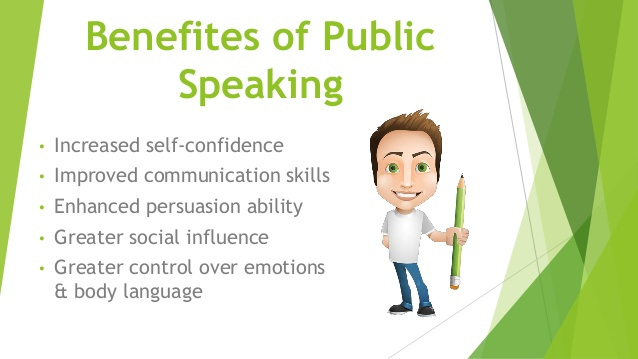 Benefites of Public
Speaking
• Increased self-confidence
• Improved communication skills
• Enhanced persuasion ability
• Greater social influence
• Greater control over emotions
& body language